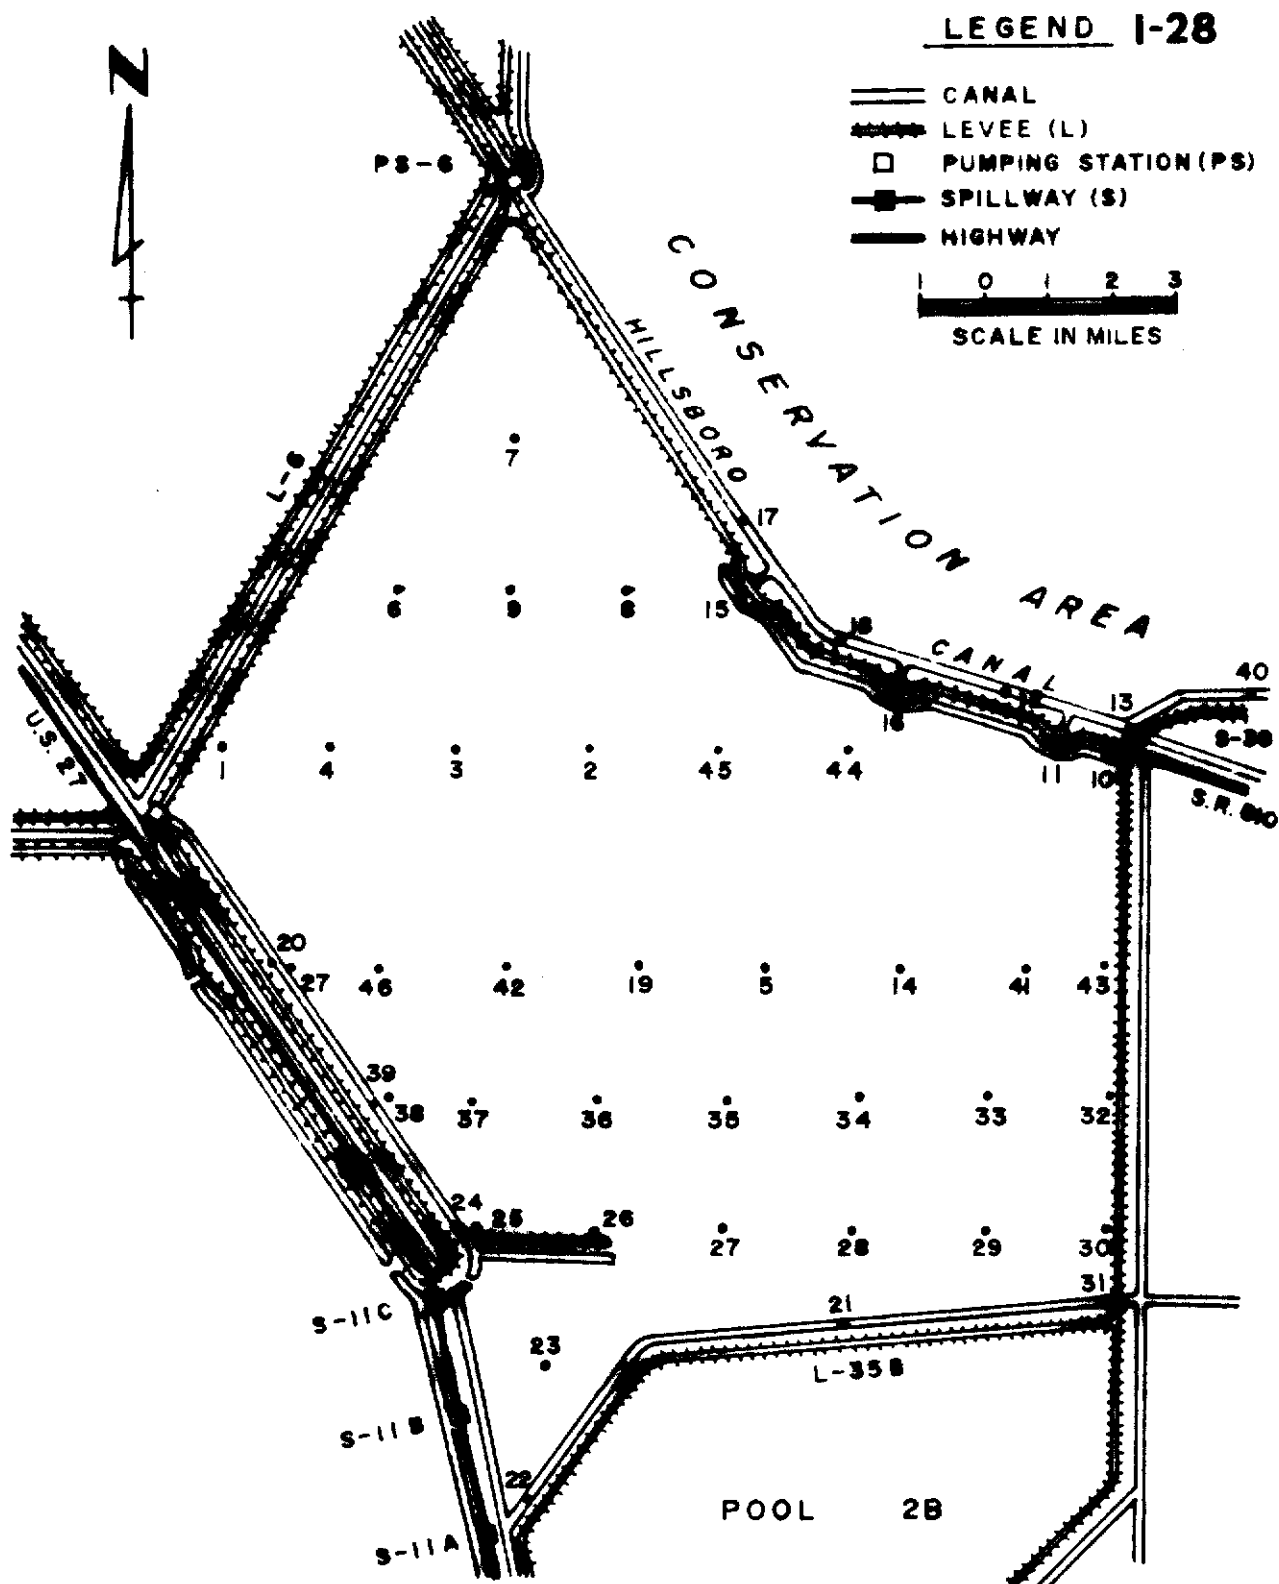 LEGEND I-28
N
CANAL
LEVEE (L)
PS-6
PUMPING STATION (PS)
SPILLWAY (S)
HIGHWAY
1 0 1 2 3
SCALE IN MILES
CONSERVATION AREA
HILLSBORO
CANAL
7
L-6
17
6 9 8 15
18
16
13
40
S-38
11
10
S.R. 810
U.S. 27
1 4 3 2 45 44
20
27 46 42 19 5 14 41 43
39
38 37 36 35 34 33 32
24
25
26
27 28 29 30
31
S-11C
21
23
L-35B
S-11B
22
POOL 2B
S-11A